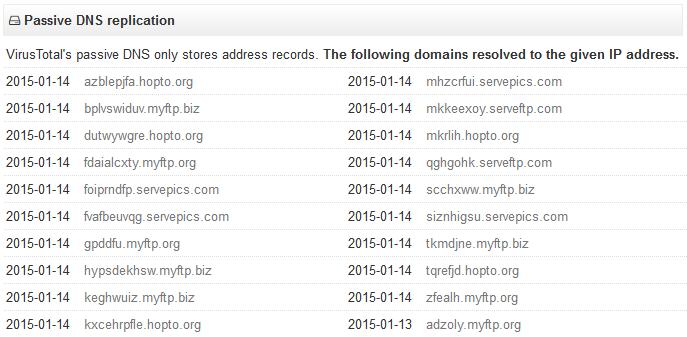 Passive DNS replication
VirusTotal's passive DNS only stores address records. The following domains resolved to the given IP address.
2015-01-14 azblepjfa.hopto.org 2015-01-14 mhzcrfui.servepics.com
2015-01-14 bplvswiduv.myftp.biz 2015-01-14 mkkeexoy.serveftp.com
2015-01-14 dutwywgre.hopto.org 2015-01-14 mkrlih.hopto.org
2015-01-14 fdaialcxty.myftp.org 2015-01-14 qghgohk.serveftp.com
2015-01-14 foiprndfp.servepics.com 2015-01-14 scchxww.myftp.biz
2015-01-14 fvafbeuvqg.servepics.com 2015-01-14 siznhigsu.servepics.com
2015-01-14 gpddfu.myftp.org 2015-01-14 tkmdjne.myftp.biz
2015-01-14 hypsdekhsw.myftp.biz 2015-01-14 tqrefjd.hopto.org
2015-01-14 keghwuiz.myftp.biz 2015-01-14 zfealh.myftp.org
2015-01-14 kxcehrpfle.hopto.org 2015-01-13 adzoly.myftp.org